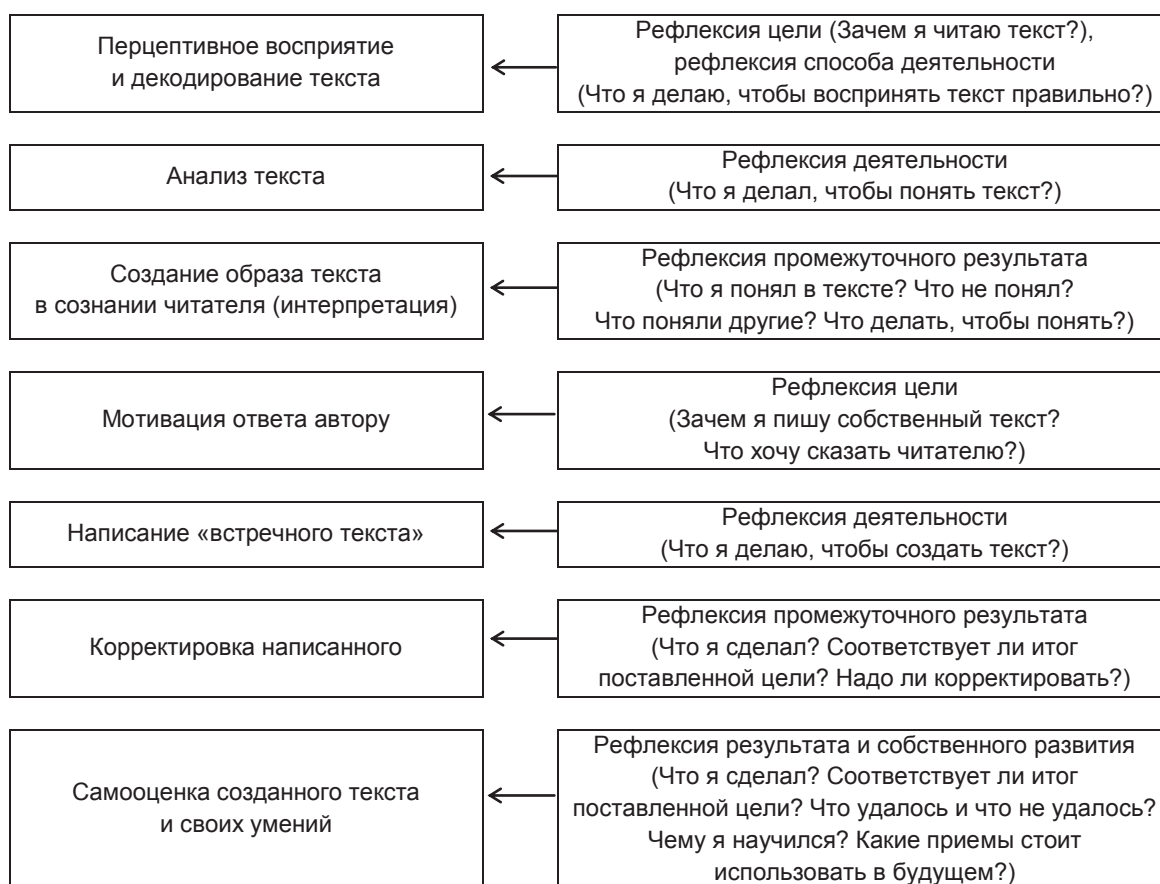 Перцептивное восприятие
и декодирование текста
Рефлексия цели (Зачем я читаю текст?),
рефлексия способа деятельности
(Что я делаю, чтобы воспринять текст правильно?)
Анализ текста
Рефлексия деятельности
(Что я делал, чтобы понять текст?)
Создание образа текста
в сознании читателя (интерпретация)
Рефлексия промежуточного результата
(Что я понял в тексте? Что не понял?
Что поняли другие? Что делать, чтобы понять?)
Мотивация ответа автору
Рефлексия цели
(Зачем я пишу собственный текст?
Что хочу сказать читателю?)
Написание «встречного текста»
Рефлексия деятельности
(Что я делаю, чтобы создать текст?)
Корректировка написанного
Рефлексия промежуточного результата
(Что я сделал? Соответствует ли итог
поставленной цели? Надо ли корректировать?)
Самооценка созданного текста
и своих умений
Рефлексия результата и собственного развития
(Что я сделал? Соответствует ли итог
поставленной цели? Что удалось и что не удалось?
Чему я научился? Какие приемы стоит
использовать в будущем?)